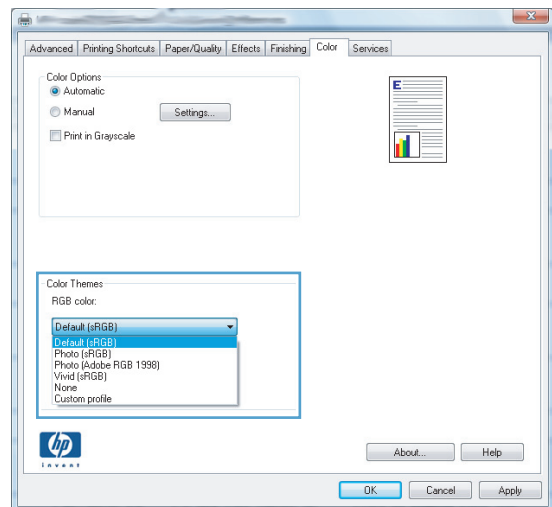 Advanced Printing Shortcuts Paper/Quality Effects Finishing Color Services
Color Options
Automatic
Manual Settings...
Print in Grayscale
E
Color Themes
RGB color:
Default (sRGB)
Default (sRGB)
Photo (sRGB)
Photo (Adobe RGB 1998)
Vivid (sRGB)
None
Custom profile
hp
invent
About... Help
OK Cancel Apply